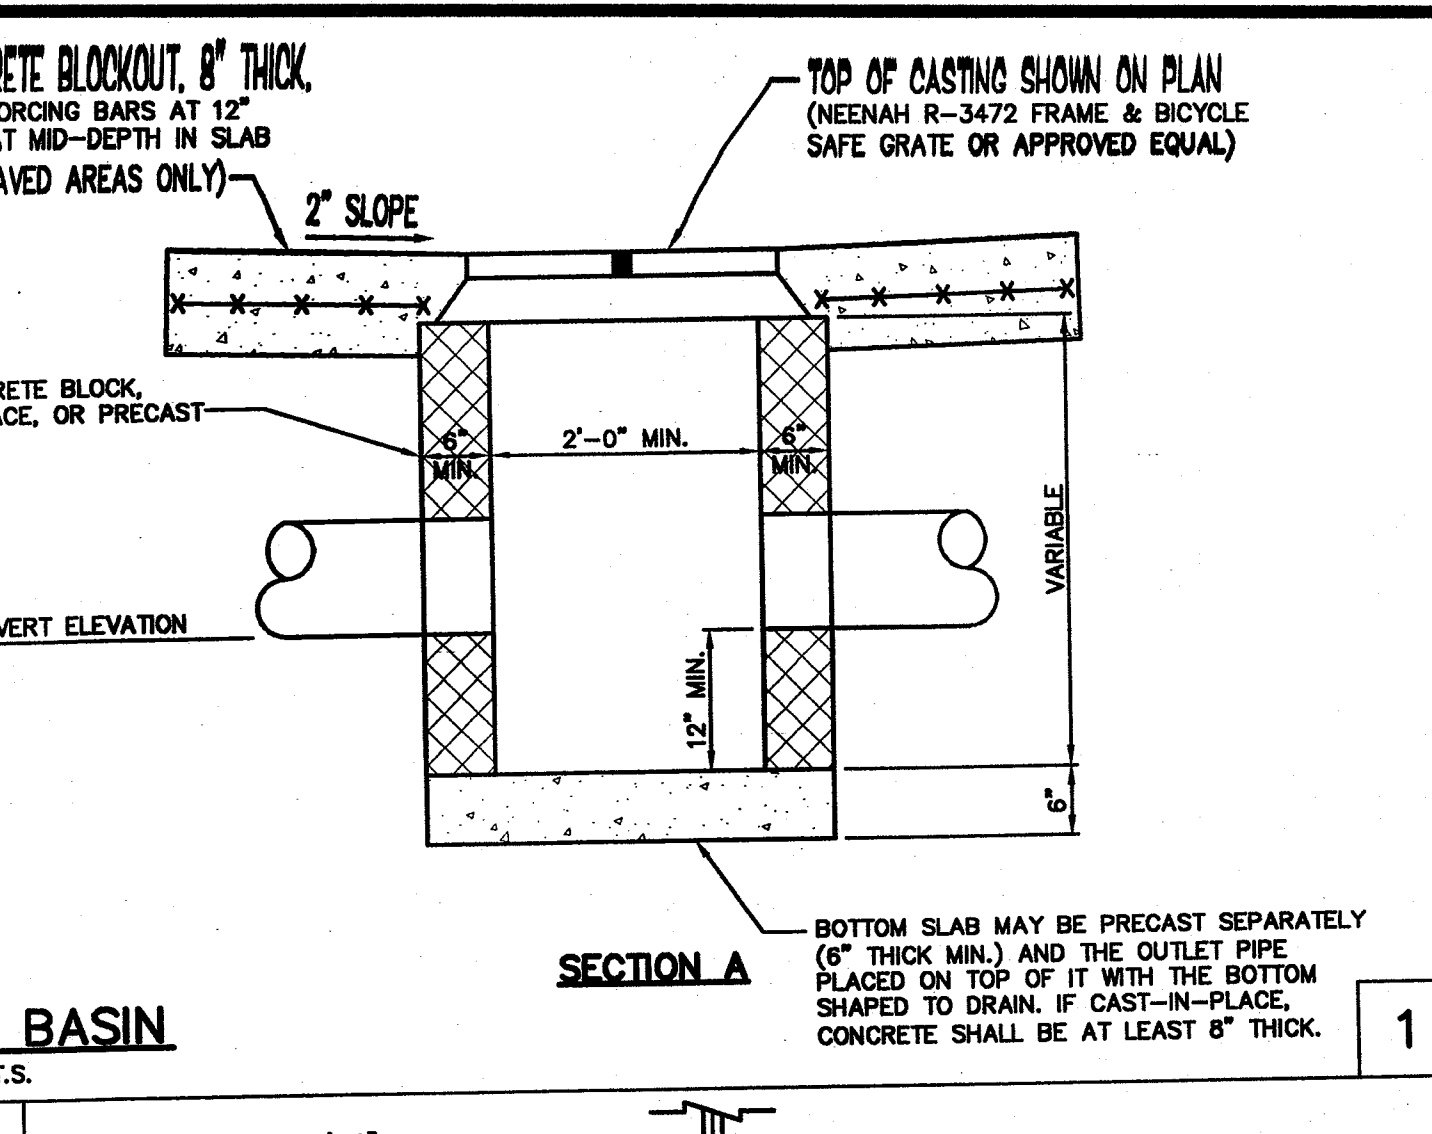 RETE BLOCKOUT, 8" THICK,
ORCING BARS AT 12"
AT MID-DEPTH IN SLAB
AVED AREAS ONLY)
2" SLOPE
TOP OF CASTING SHOWN ON PLAN
(NEENAH R-3472 FRAME & BICYCLE
SAFE GRATE OR APPROVED EQUAL)
RETE BLOCK,
ACE, OR PRECAST
6"
MIN.
2'-0" MIN.
6"
MIN.
VARIABLE
VERT ELEVATION
12" MIN.
6"
BOTTOM SLAB MAY BE PRECAST SEPARATELY
(6" THICK MIN.) AND THE OUTLET PIPE
PLACED ON TOP OF IT WITH THE BOTTOM
SHAPED TO DRAIN. IF CAST-IN-PLACE,
CONCRETE SHALL BE AT LEAST 8" THICK.
SECTION A
BASIN
T.S.
1